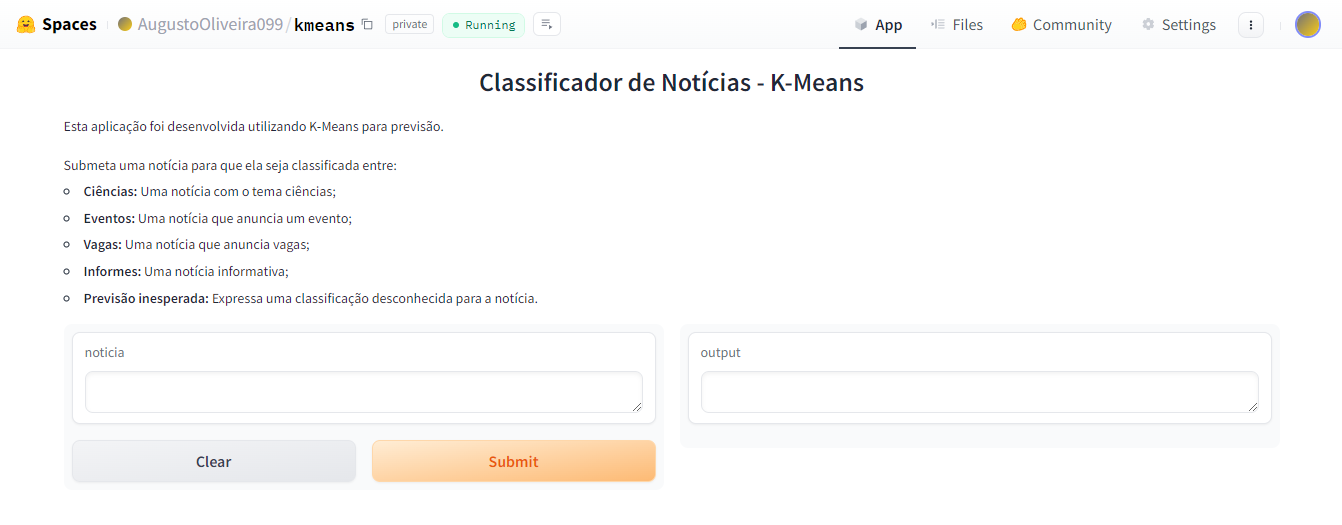 Spaces AugustoOliveira099/kmeans private Running App Files Community Settings
Classificador de Notícias - K-Means
Esta aplicação foi desenvolvida utilizando K-Means para previsão.
Submeta uma notícia para que ela seja classificada entre:
Ciências: Uma notícia com o tema ciências;
Eventos: Uma notícia que anuncia um evento;
Vagas: Uma notícia que anuncia vagas;
Informes: Uma notícia informativa;
Previsão inesperada: Expressa uma classificação desconhecida para a notícia.
noticia
output
Clear
Submit